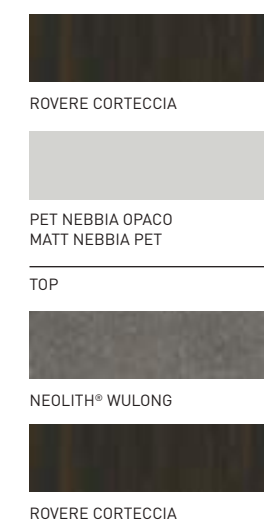 ROVERE CORTECCIA
PET NEBBIA OPACO
MATT NEBBIA PET
TOP
NEOLITH® WULONG
ROVERE CORTECCIA